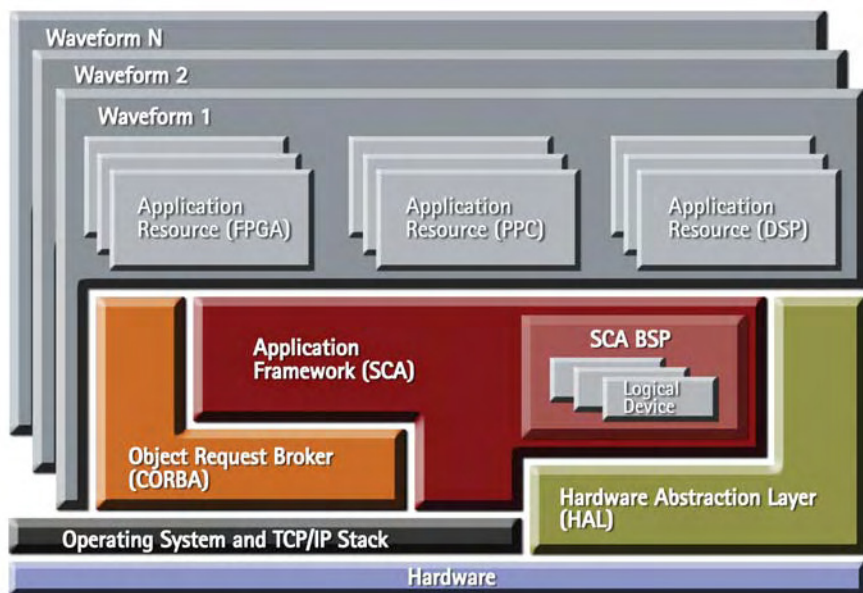 Waveform N
Waveform 2
Waveform 1
Application
Resource (FPGA)
Application
Resource (PPC)
Application
Resource (DSP)
Application
Framework (SCA)
SCA BSP
Logical
Device
Object Request Broker
(CORBA)
Hardware Abstraction Layer
(HAL)
Operating System and TCP/IP Stack
Hardware